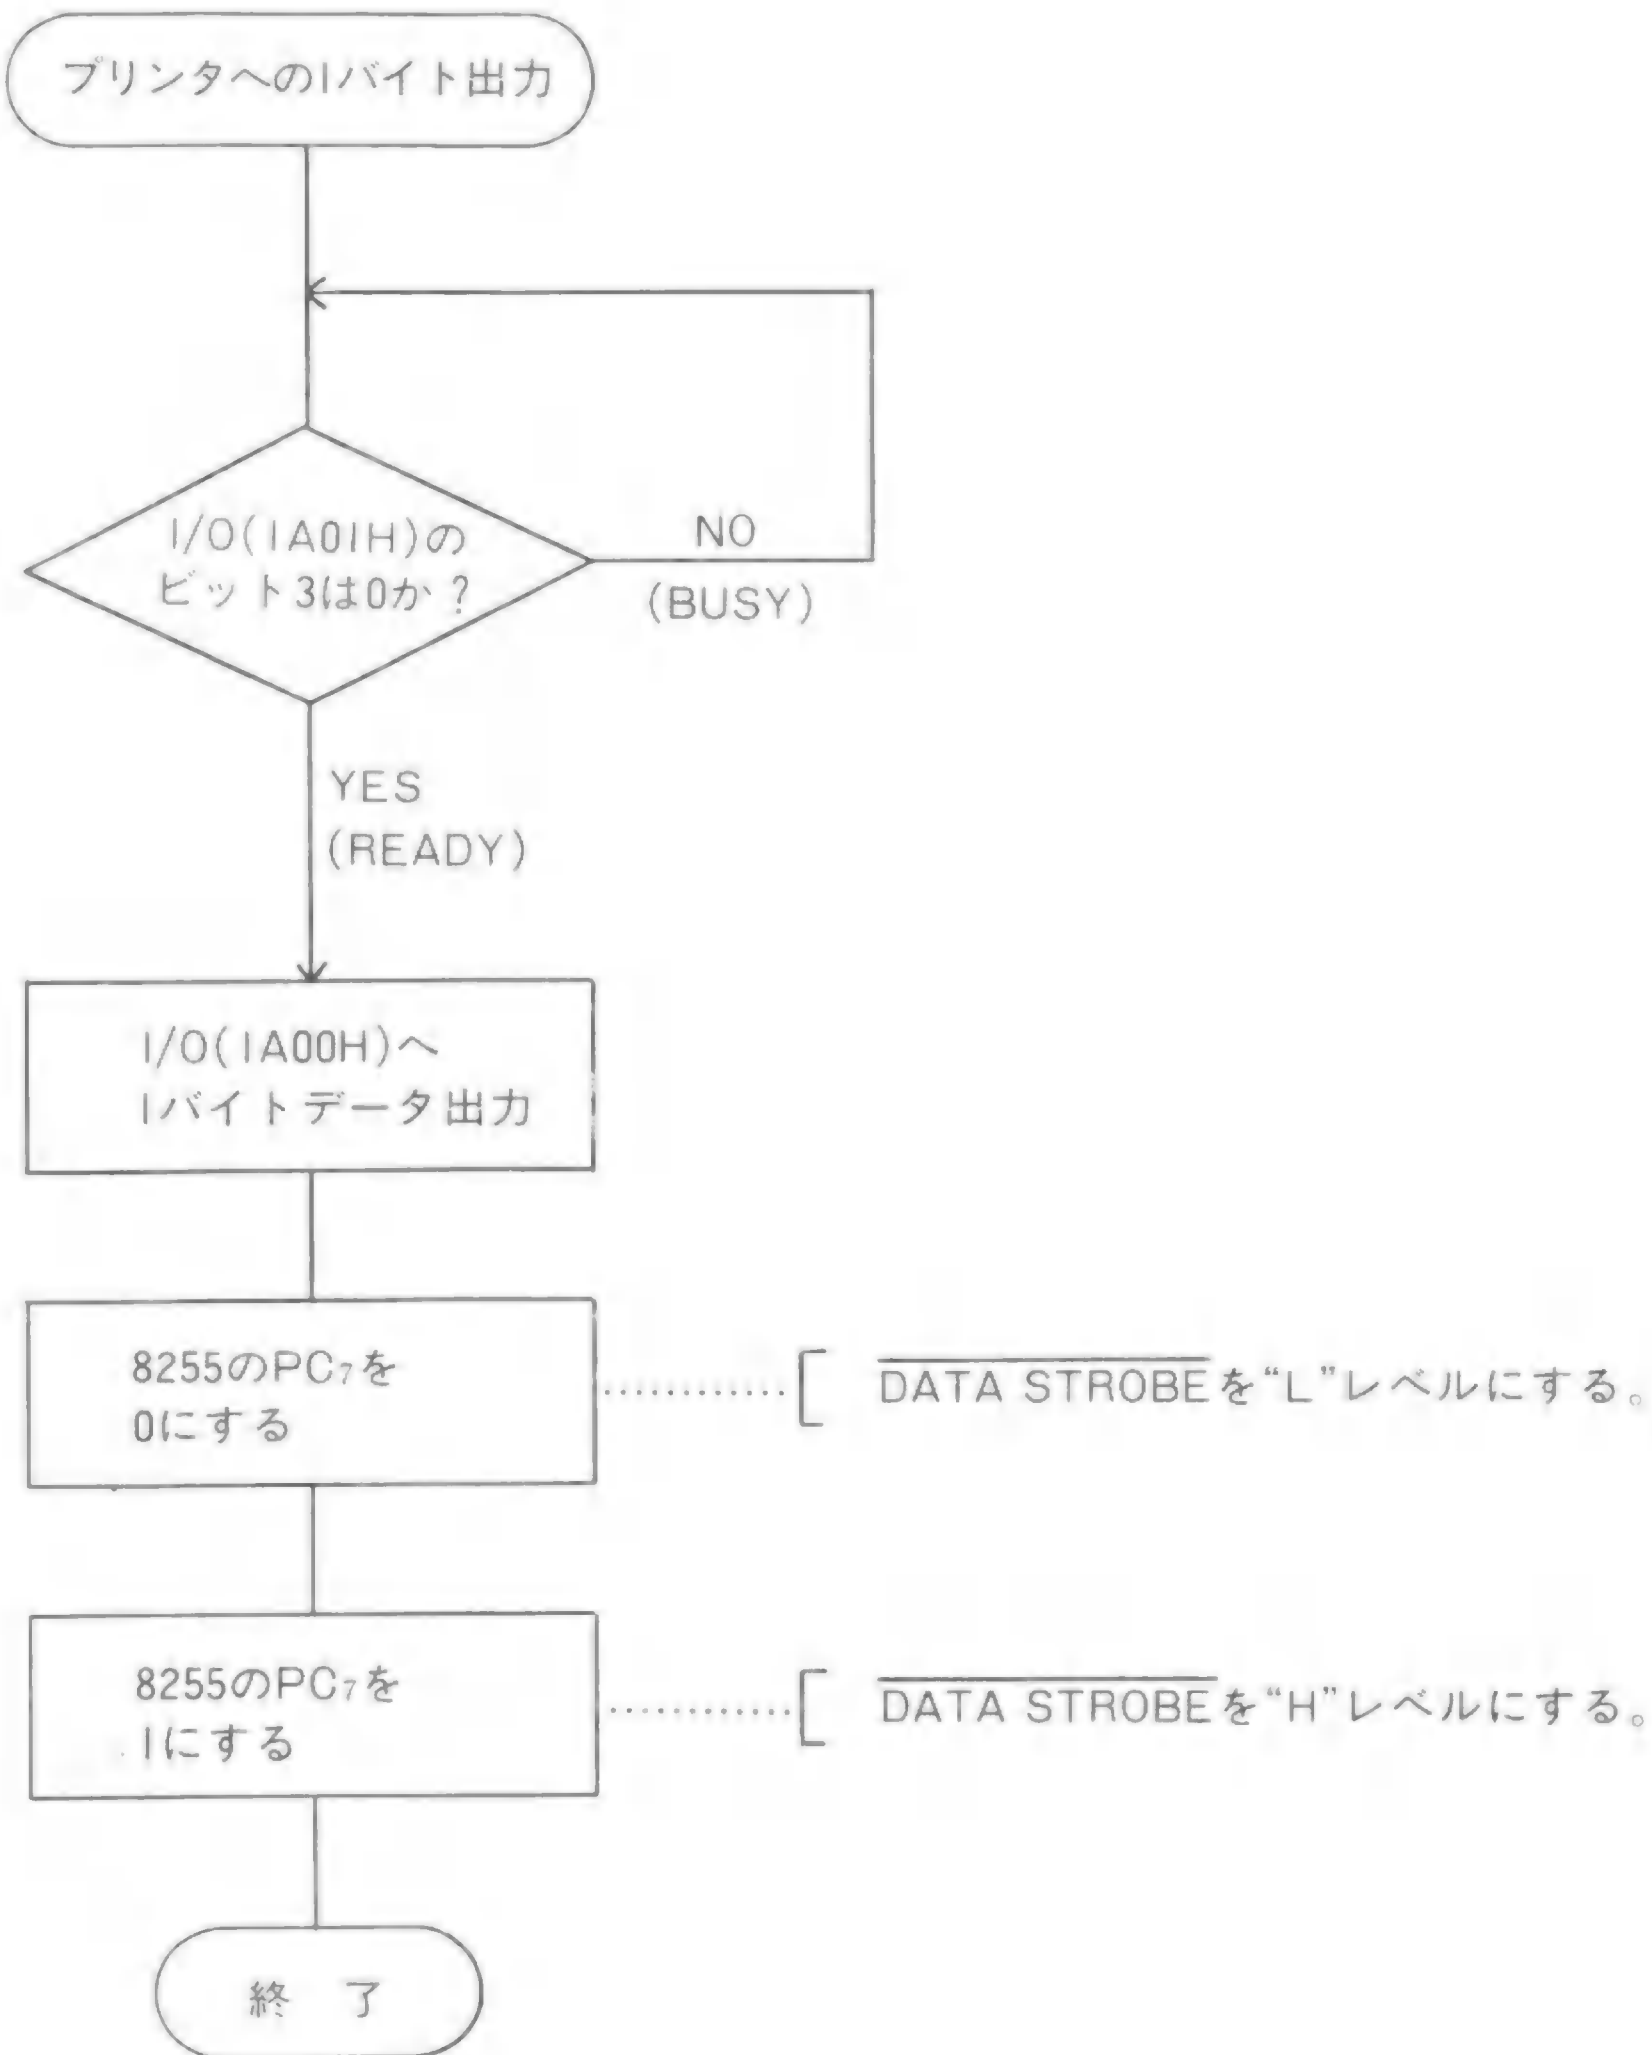 プリンタへの1バイト出力
I/O(1A01H)の
ビット3は0か?
NO
(BUSY)
YES
(READY)
I/O(1A00H)へ
1バイトデータ出力
8255のPC₇を
0にする
DATA STROBEを“L”レベルにする。
8255のPC₇を
1にする
DATA STROBEを“H”レベルにする。
終 了